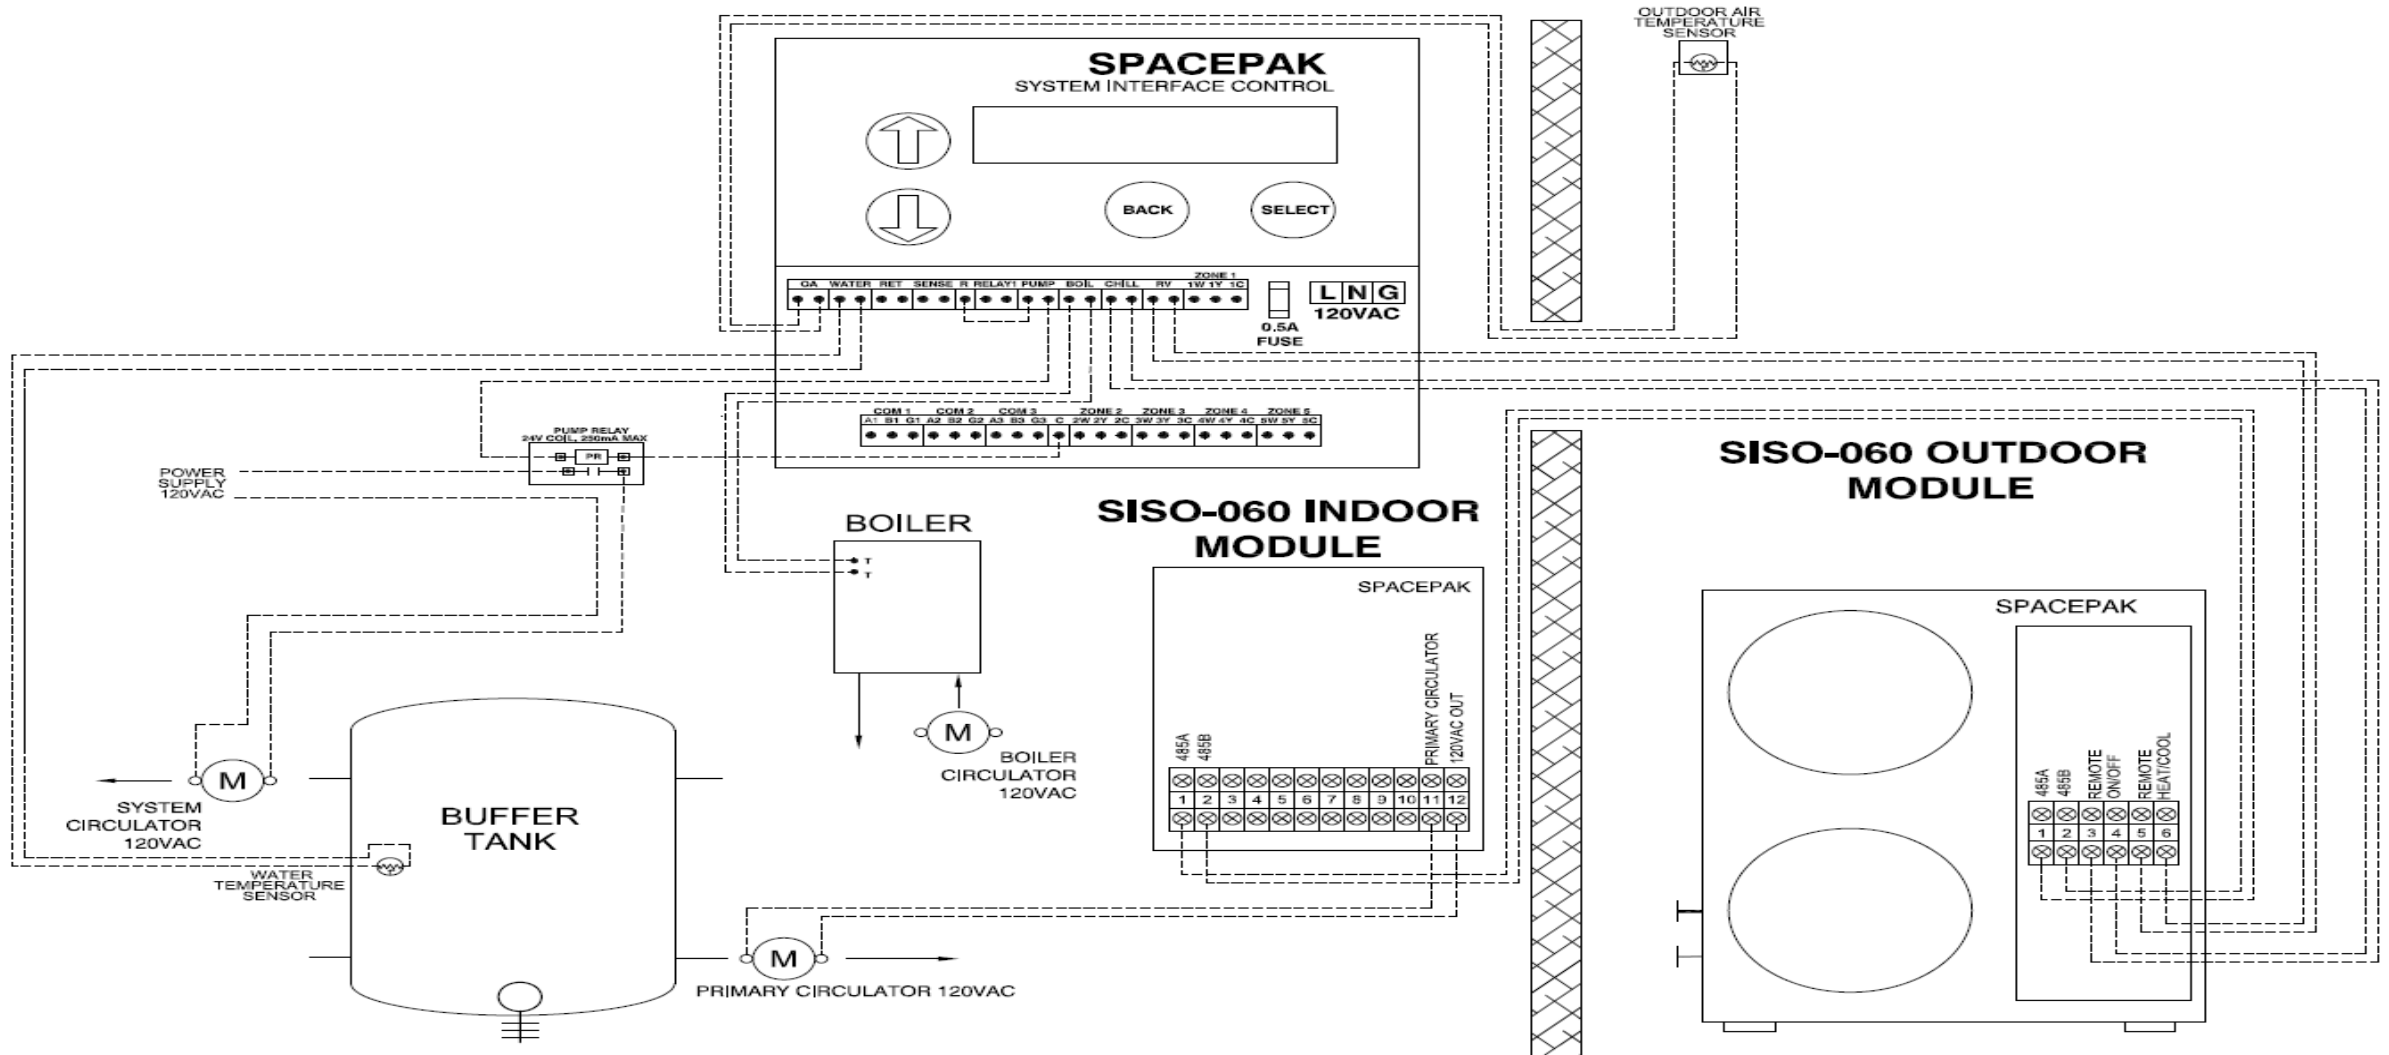 OUTDOOR AIR
TEMPERATURE
SENSOR
SPACEPAK
SYSTEM INTERFACE CONTROL
BACK
SELECT
ZONE 1
OA WATER RET SENSE R RELAY1 PUMP BOIL CHILL RV 1W 1Y 1C
L N G
120VAC
0.5A
FUSE
COM 1 COM 2 COM 3 ZONE 2 ZONE 3 ZONE 4 ZONE 5
A1 B1 G1 A2 B2 G2 A3 B3 G3 C 2W 2Y 2C 3W 3Y 3C 4W 4Y 4C 5W 5Y 5C
PUMP RELAY
24V COIL, 250mA MAX
PR
POWER
SUPPLY
120VAC
SISO-060 OUTDOOR
MODULE
SISO-060 INDOOR
MODULE
BOILER
T
T
SPACEPAK
SPACEPAK
485A
485B
PRIMARY CIRCULATOR
120VAC OUT
1 2 3 4 5 6 7 8 9 10 11 12
M
BOILER
CIRCULATOR
120VAC
M
SYSTEM
CIRCULATOR
120VAC
BUFFER
TANK
WATER
TEMPERATURE
SENSOR
485A
485B
REMOTE
ON/OFF
REMOTE
HEAT/COOL
1 2 3 4 5 6
M
PRIMARY CIRCULATOR 120VAC